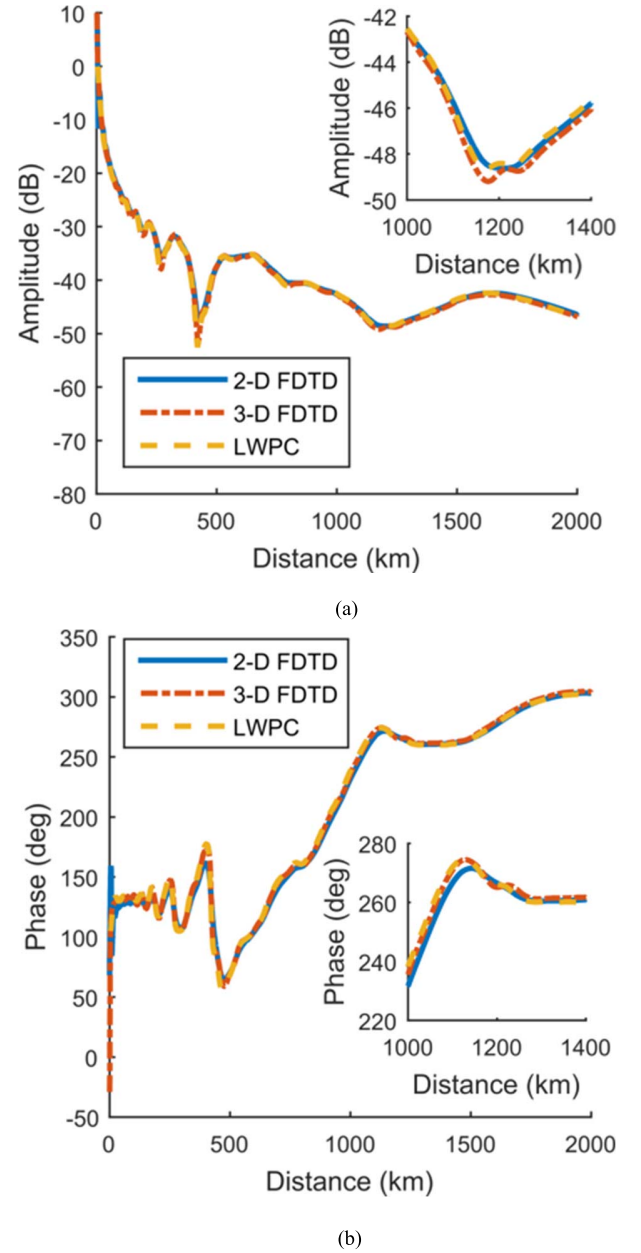 10
0
-10
-20
-30
-40
-50
-60
-70
-80
Amplitude (dB)
0
500
1000
1500
2000
Distance (km)
2-D FDTD
3-D FDTD
LWPC
-42
-44
-46
-48
-50
Amplitude (dB)
1000
1200
1400
Distance (km)
(a)
350
300
250
200
150
100
50
0
-50
Phase (deg)
0
500
1000
1500
2000
Distance (km)
2-D FDTD
3-D FDTD
LWPC
280
260
240
220
Phase (deg)
1000
1200
1400
Distance (km)
(b)